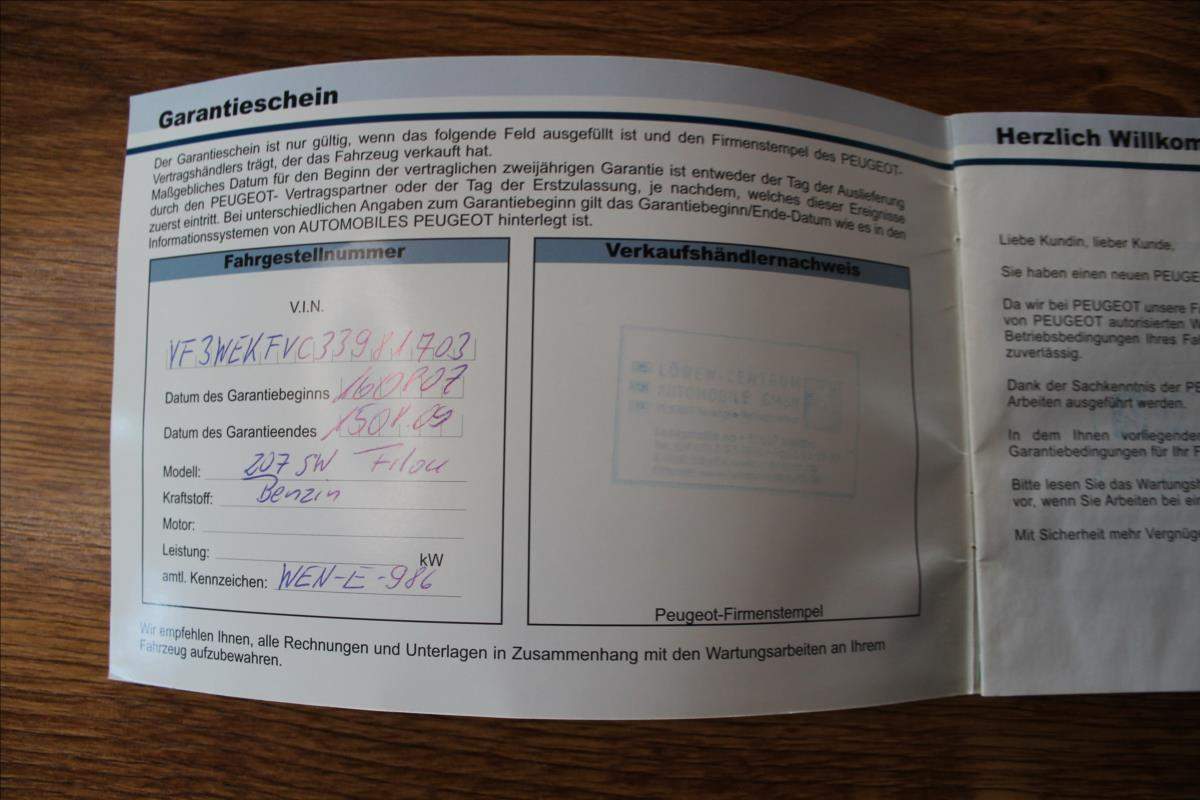 Garantieschein
Der Garantieschein ist nur gültig, wenn das folgende Feld ausgefüllt ist und den Firmenstempel des PEUGEOT-
Vertragshändlers trägt, der das Fahrzeug verkauft hat.
Maßgebliches Datum für den Beginn der vertraglichen zweijährigen Garantie ist entweder der Tag der Auslieferung
durch den PEUGEOT- Vertragspartner oder der Tag der Erstzulassung, je nachdem, welches dieser Ereignisse
zuerst eintritt. Bei unterschiedlichen Angaben zum Garantiebeginn gilt das Garantiebeginn/Ende-Datum wie es in den
Informationssystemen von AUTOMOBILES PEUGEOT hinterlegt ist.
Fahrgestellnummer
V.I.N.
VF3WEKFVC33981703
Datum des Garantiebeginns
Datum des Garantieendes
Modell: 207 SW Filou
Kraftstoff: Benzin
Motor:
Leistung: kW
amtl. Kennzeichen: WEN-E-986
Verkaufshändlernachweis
LÖWEN-CENTRUM
AUTOMOBILE GmbH
Peugeot-Firmenstempel
Wir empfehlen Ihnen, alle Rechnungen und Unterlagen in Zusammenhang mit den Wartungsarbeiten an Ihrem
Fahrzeug aufzubewahren.
Herzlich Willkom
Liebe Kundin, lieber Kunde,
Sie haben einen neuen PEUGE
Da wir bei PEUGEOT unsere F
von PEUGEOT autorisierten W
Betriebsbedingungen Ihres Fa
zuverlässig.
Dank der Sachkenntnis der PE
Arbeiten ausgeführt werden.
In dem Ihnen vorliegenden
Garantiebedingungen für Ihr F
Bitte lesen Sie das Wartungsh
vor, wenn Sie Arbeiten bei ein
Mit Sicherheit mehr Vergnüge